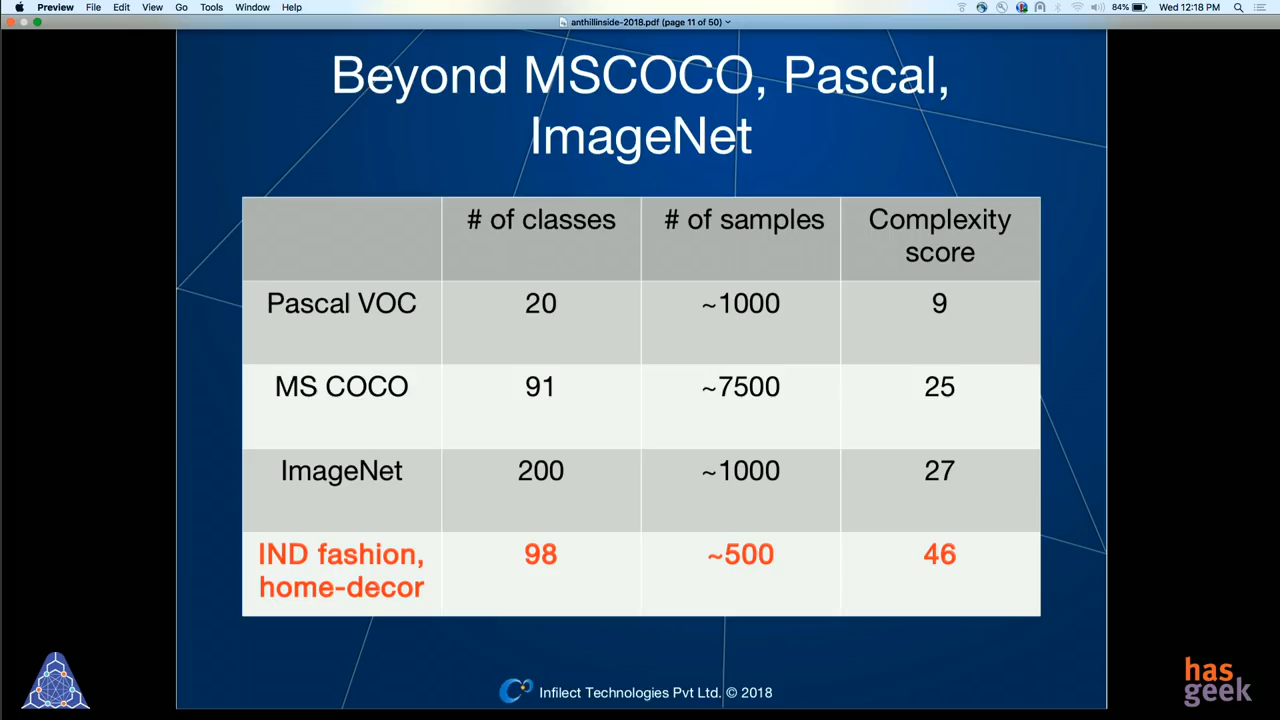 Preview File Edit View Go Tools Window Help 84% Wed 12:18 PM
anthillinside-2018.pdf (page 11 of 50)
Beyond MSCOCO, Pascal,
ImageNet
# of classes # of samples Complexity
score
Pascal VOC 20 ~1000 9
MS COCO 91 ~7500 25
ImageNet 200 ~1000 27
IND fashion, 98 ~500 46
home-decor
Infilect Technologies Pvt Ltd. © 2018
has
geek